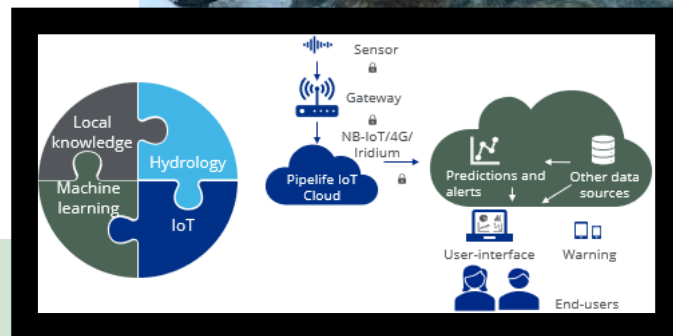 Local
knowledge
Hydrology
Machine
learning
IoT
Sensor
Gateway
NB-IoT/4G/
Iridium
Pipelife IoT
Cloud
Predictions and
alerts
Other data
sources
User-interface
Warning
End-users